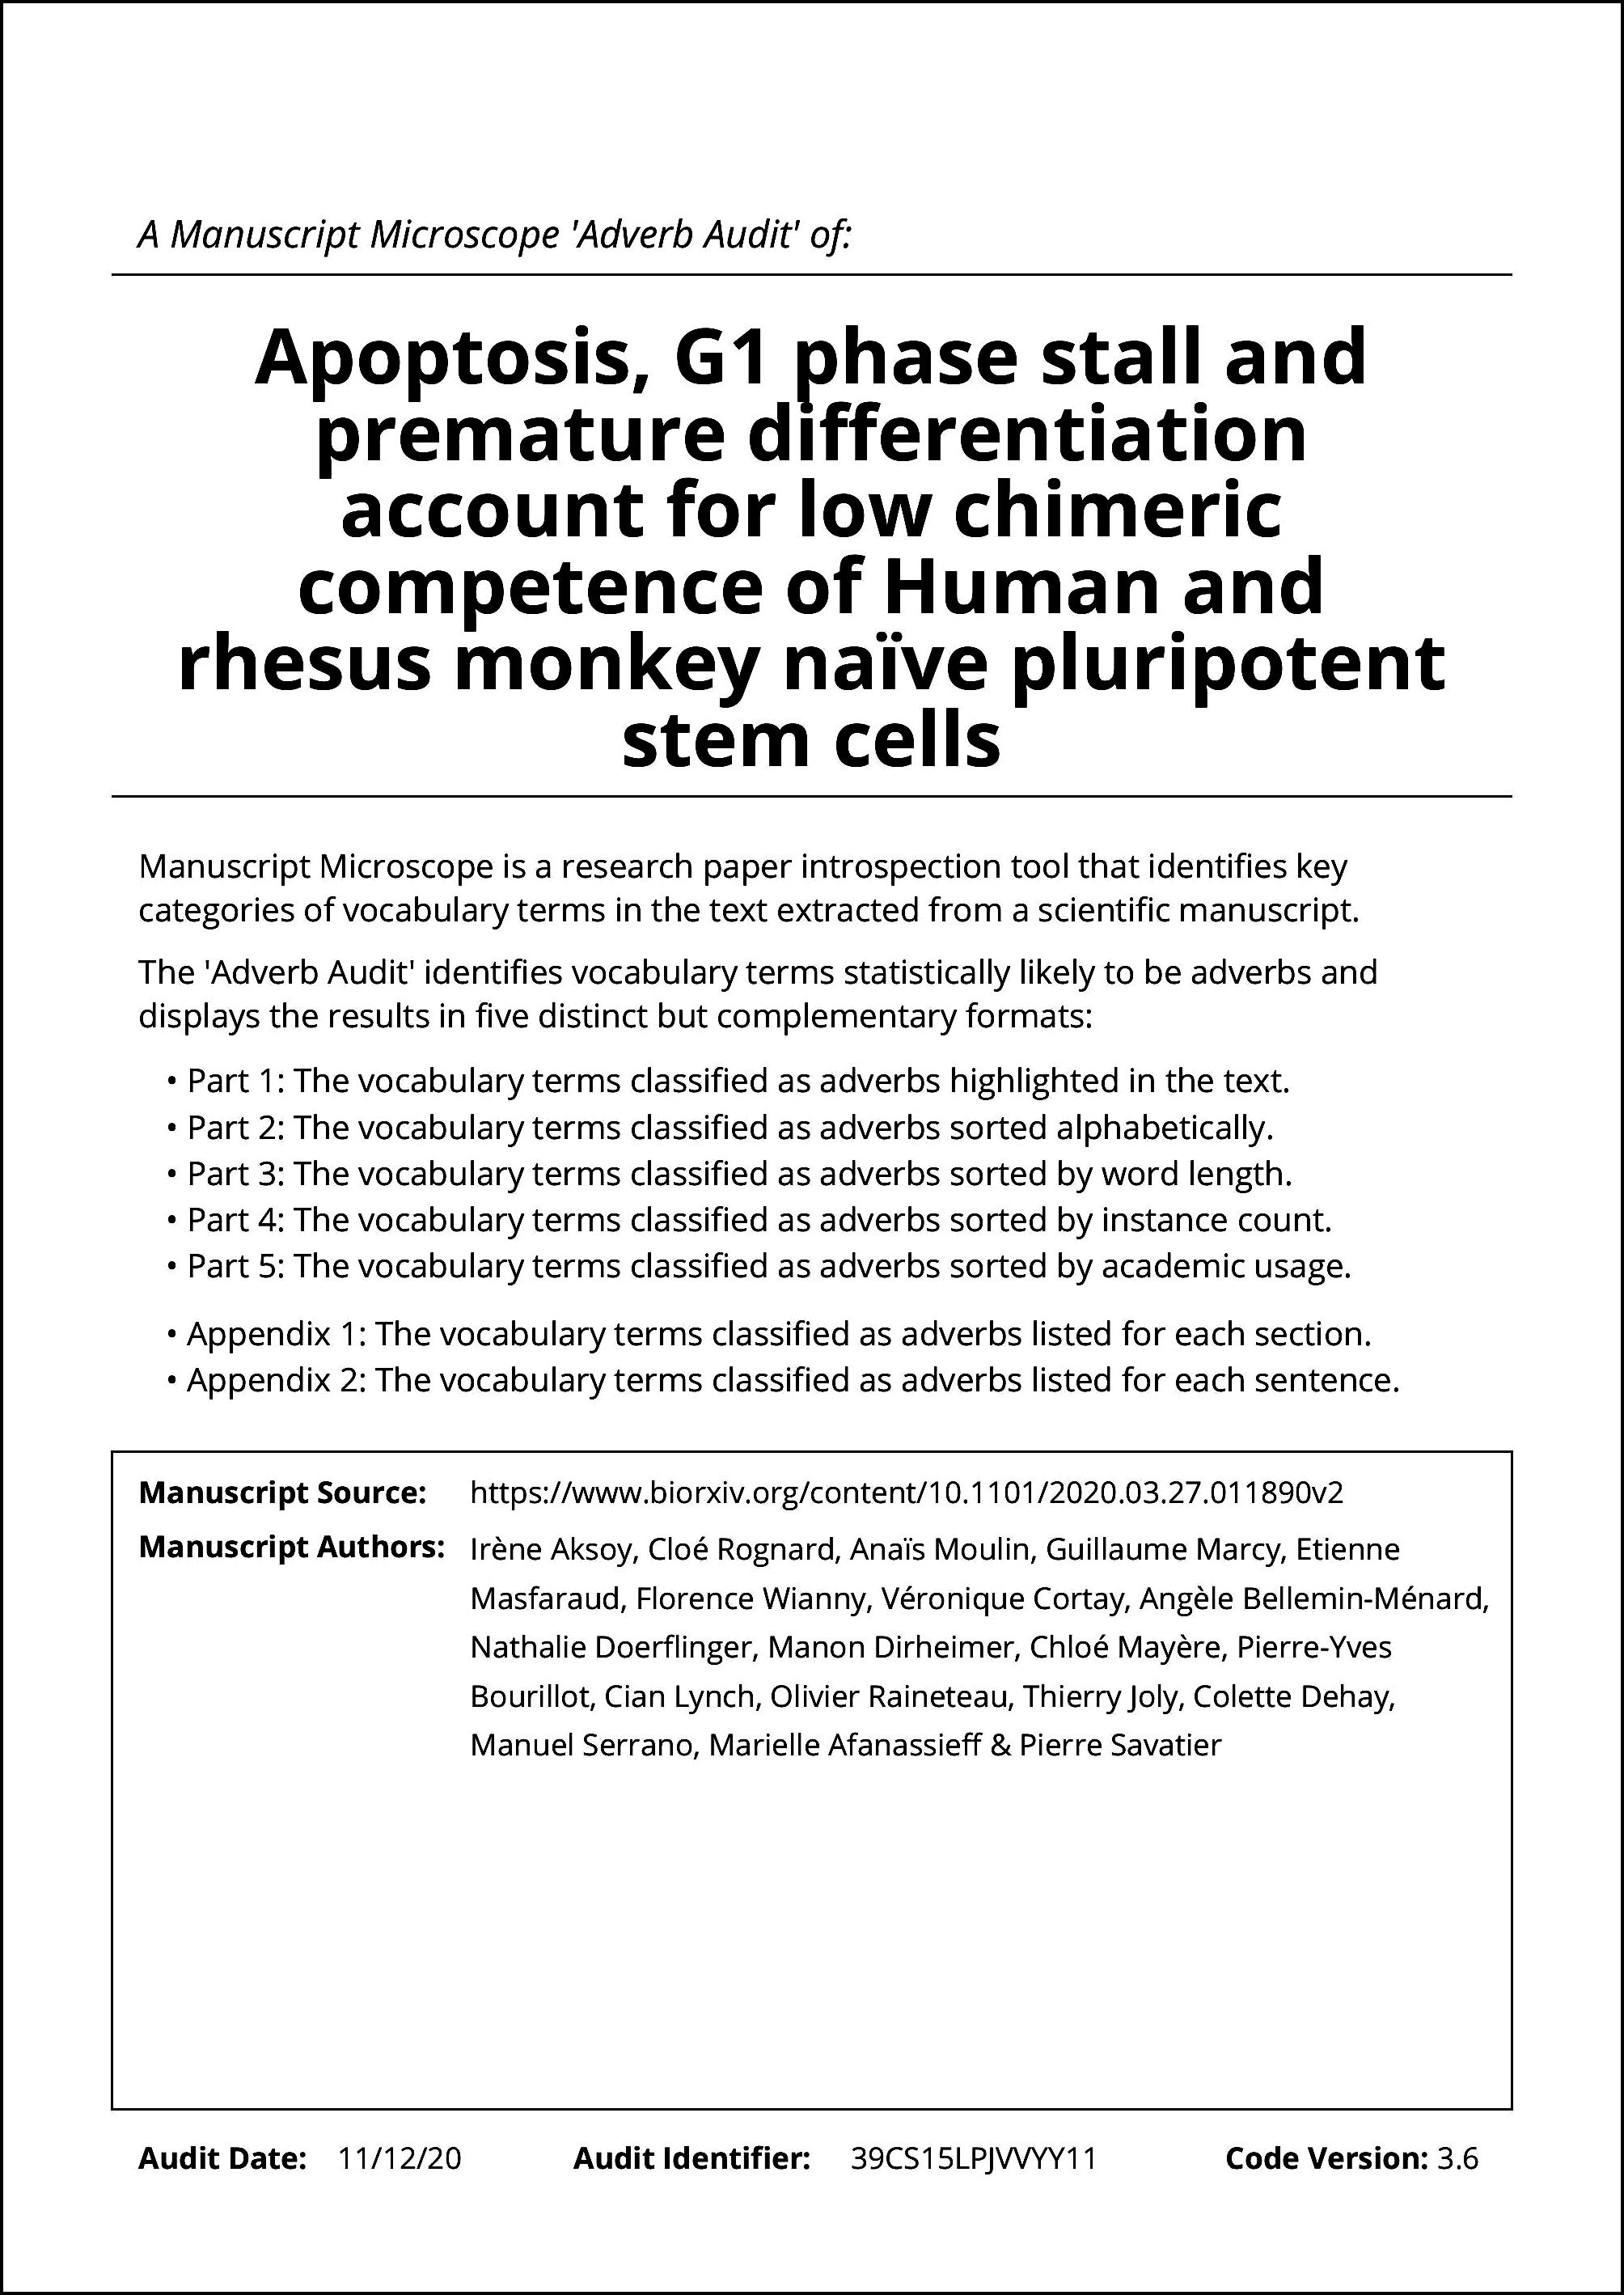 A Manuscript Microscope 'Adverb Audit' of:
Apoptosis, G1 phase stall and
premature differentiation
account for low chimeric
competence of Human and
rhesus monkey naïve pluripotent
stem cells
Manuscript Microscope is a research paper introspection tool that identifies key
categories of vocabulary terms in the text extracted from a scientific manuscript.
The 'Adverb Audit' identifies vocabulary terms statistically likely to be adverbs and
displays the results in five distinct but complementary formats:
• Part 1: The vocabulary terms classified as adverbs highlighted in the text.
• Part 2: The vocabulary terms classified as adverbs sorted alphabetically.
• Part 3: The vocabulary terms classified as adverbs sorted by word length.
• Part 4: The vocabulary terms classified as adverbs sorted by instance count.
• Part 5: The vocabulary terms classified as adverbs sorted by academic usage.
• Appendix 1: The vocabulary terms classified as adverbs listed for each section.
• Appendix 2: The vocabulary terms classified as adverbs listed for each sentence.
Manuscript Source: https://www.biorxiv.org/content/10.1101/2020.03.27.011890v2
Manuscript Authors: Irène Aksoy, Cloé Rognard, Anaïs Moulin, Guillaume Marcy, Etienne
Masfaraud, Florence Wianny, Véronique Cortay, Angèle Bellemin-Ménard,
Nathalie Doerflinger, Manon Dirheimer, Chloé Mayère, Pierre-Yves
Bourillot, Cian Lynch, Olivier Raineteau, Thierry Joly, Colette Dehay,
Manuel Serrano, Marielle Afanassieff & Pierre Savatier
Audit Date: 11/12/20 Audit Identifier: 39CS15LPJVVYY11 Code Version: 3.6